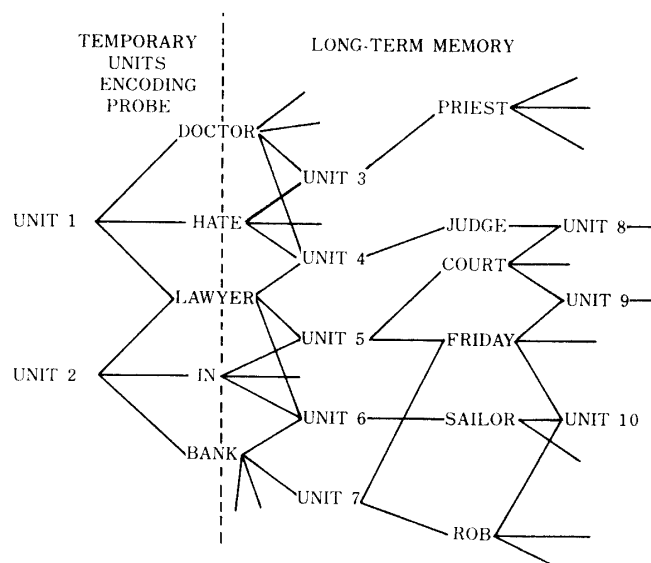 TEMPORARY
UNITS
ENCODING
PROBE
LONG-TERM MEMORY
DOCTOR
PRIEST
UNIT 3
UNIT 1
HATE
JUDGE
UNIT 8
UNIT 4
COURT
LAWYER
UNIT 9
UNIT 5
FRIDAY
UNIT 2
IN
UNIT 6
SAILOR
UNIT 10
BANK
UNIT 7
ROB